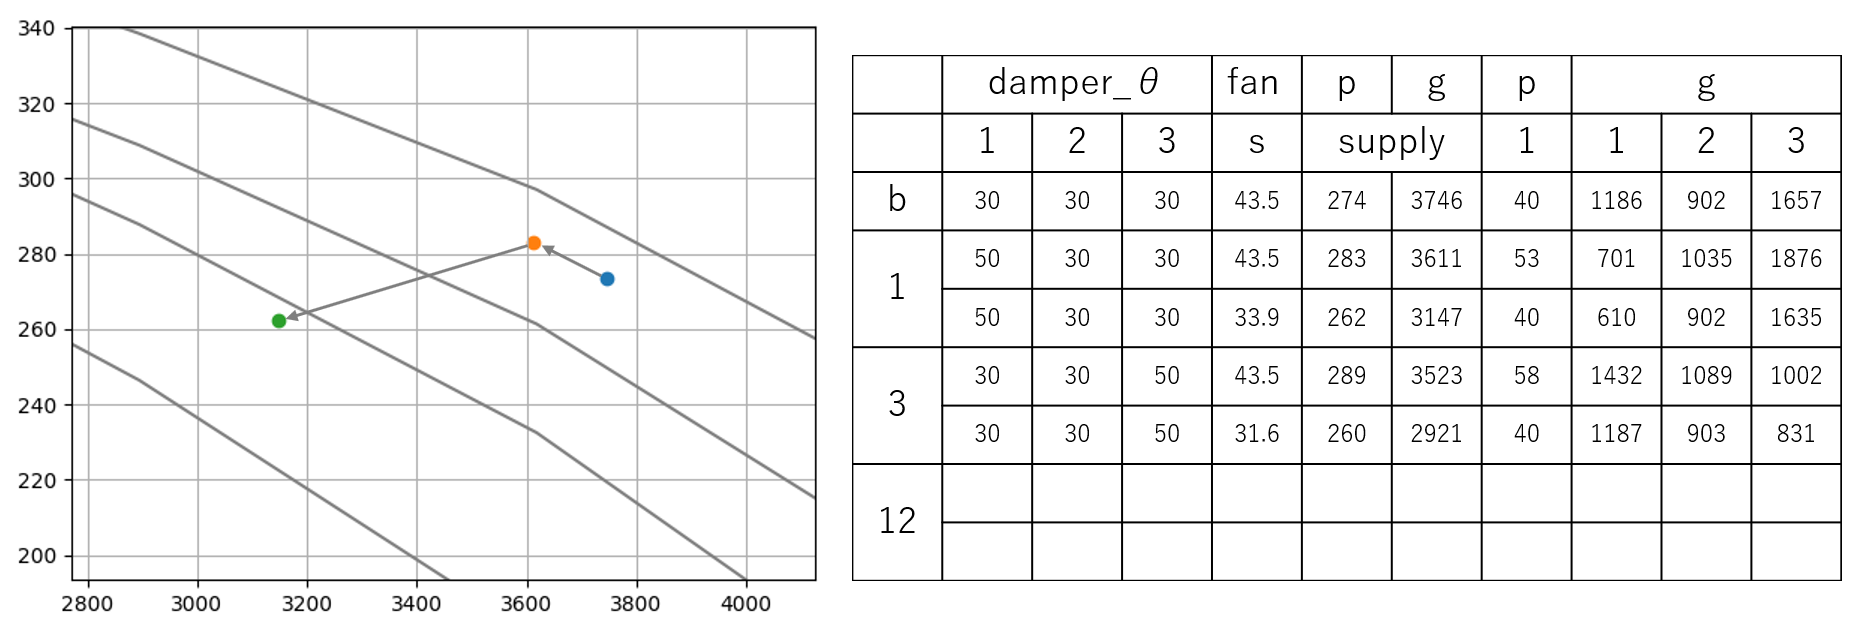 340
320
300
280
260
240
220
200
2800 3000 3200 3400 3600 3800 4000
damper_θ fan p g p g
1 2 3 s supply 1 1 2 3
b 30 30 30 43.5 274 3746 40 1186 902 1657
1 50 30 30 43.5 283 3611 53 701 1035 1876
50 30 30 33.9 262 3147 40 610 902 1635
3 30 30 50 43.5 289 3523 58 1432 1089 1002
30 30 50 31.6 260 2921 40 1187 903 831
12